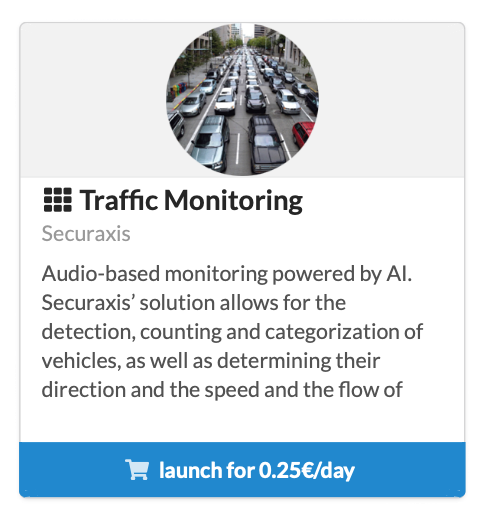 Traffic Monitoring
Securaxis
Audio-based monitoring powered by AI.
Securaxis’ solution allows for the
detection, counting and categorization of
vehicles, as well as determining their
direction and the speed and the flow of
launch for 0.25€/day